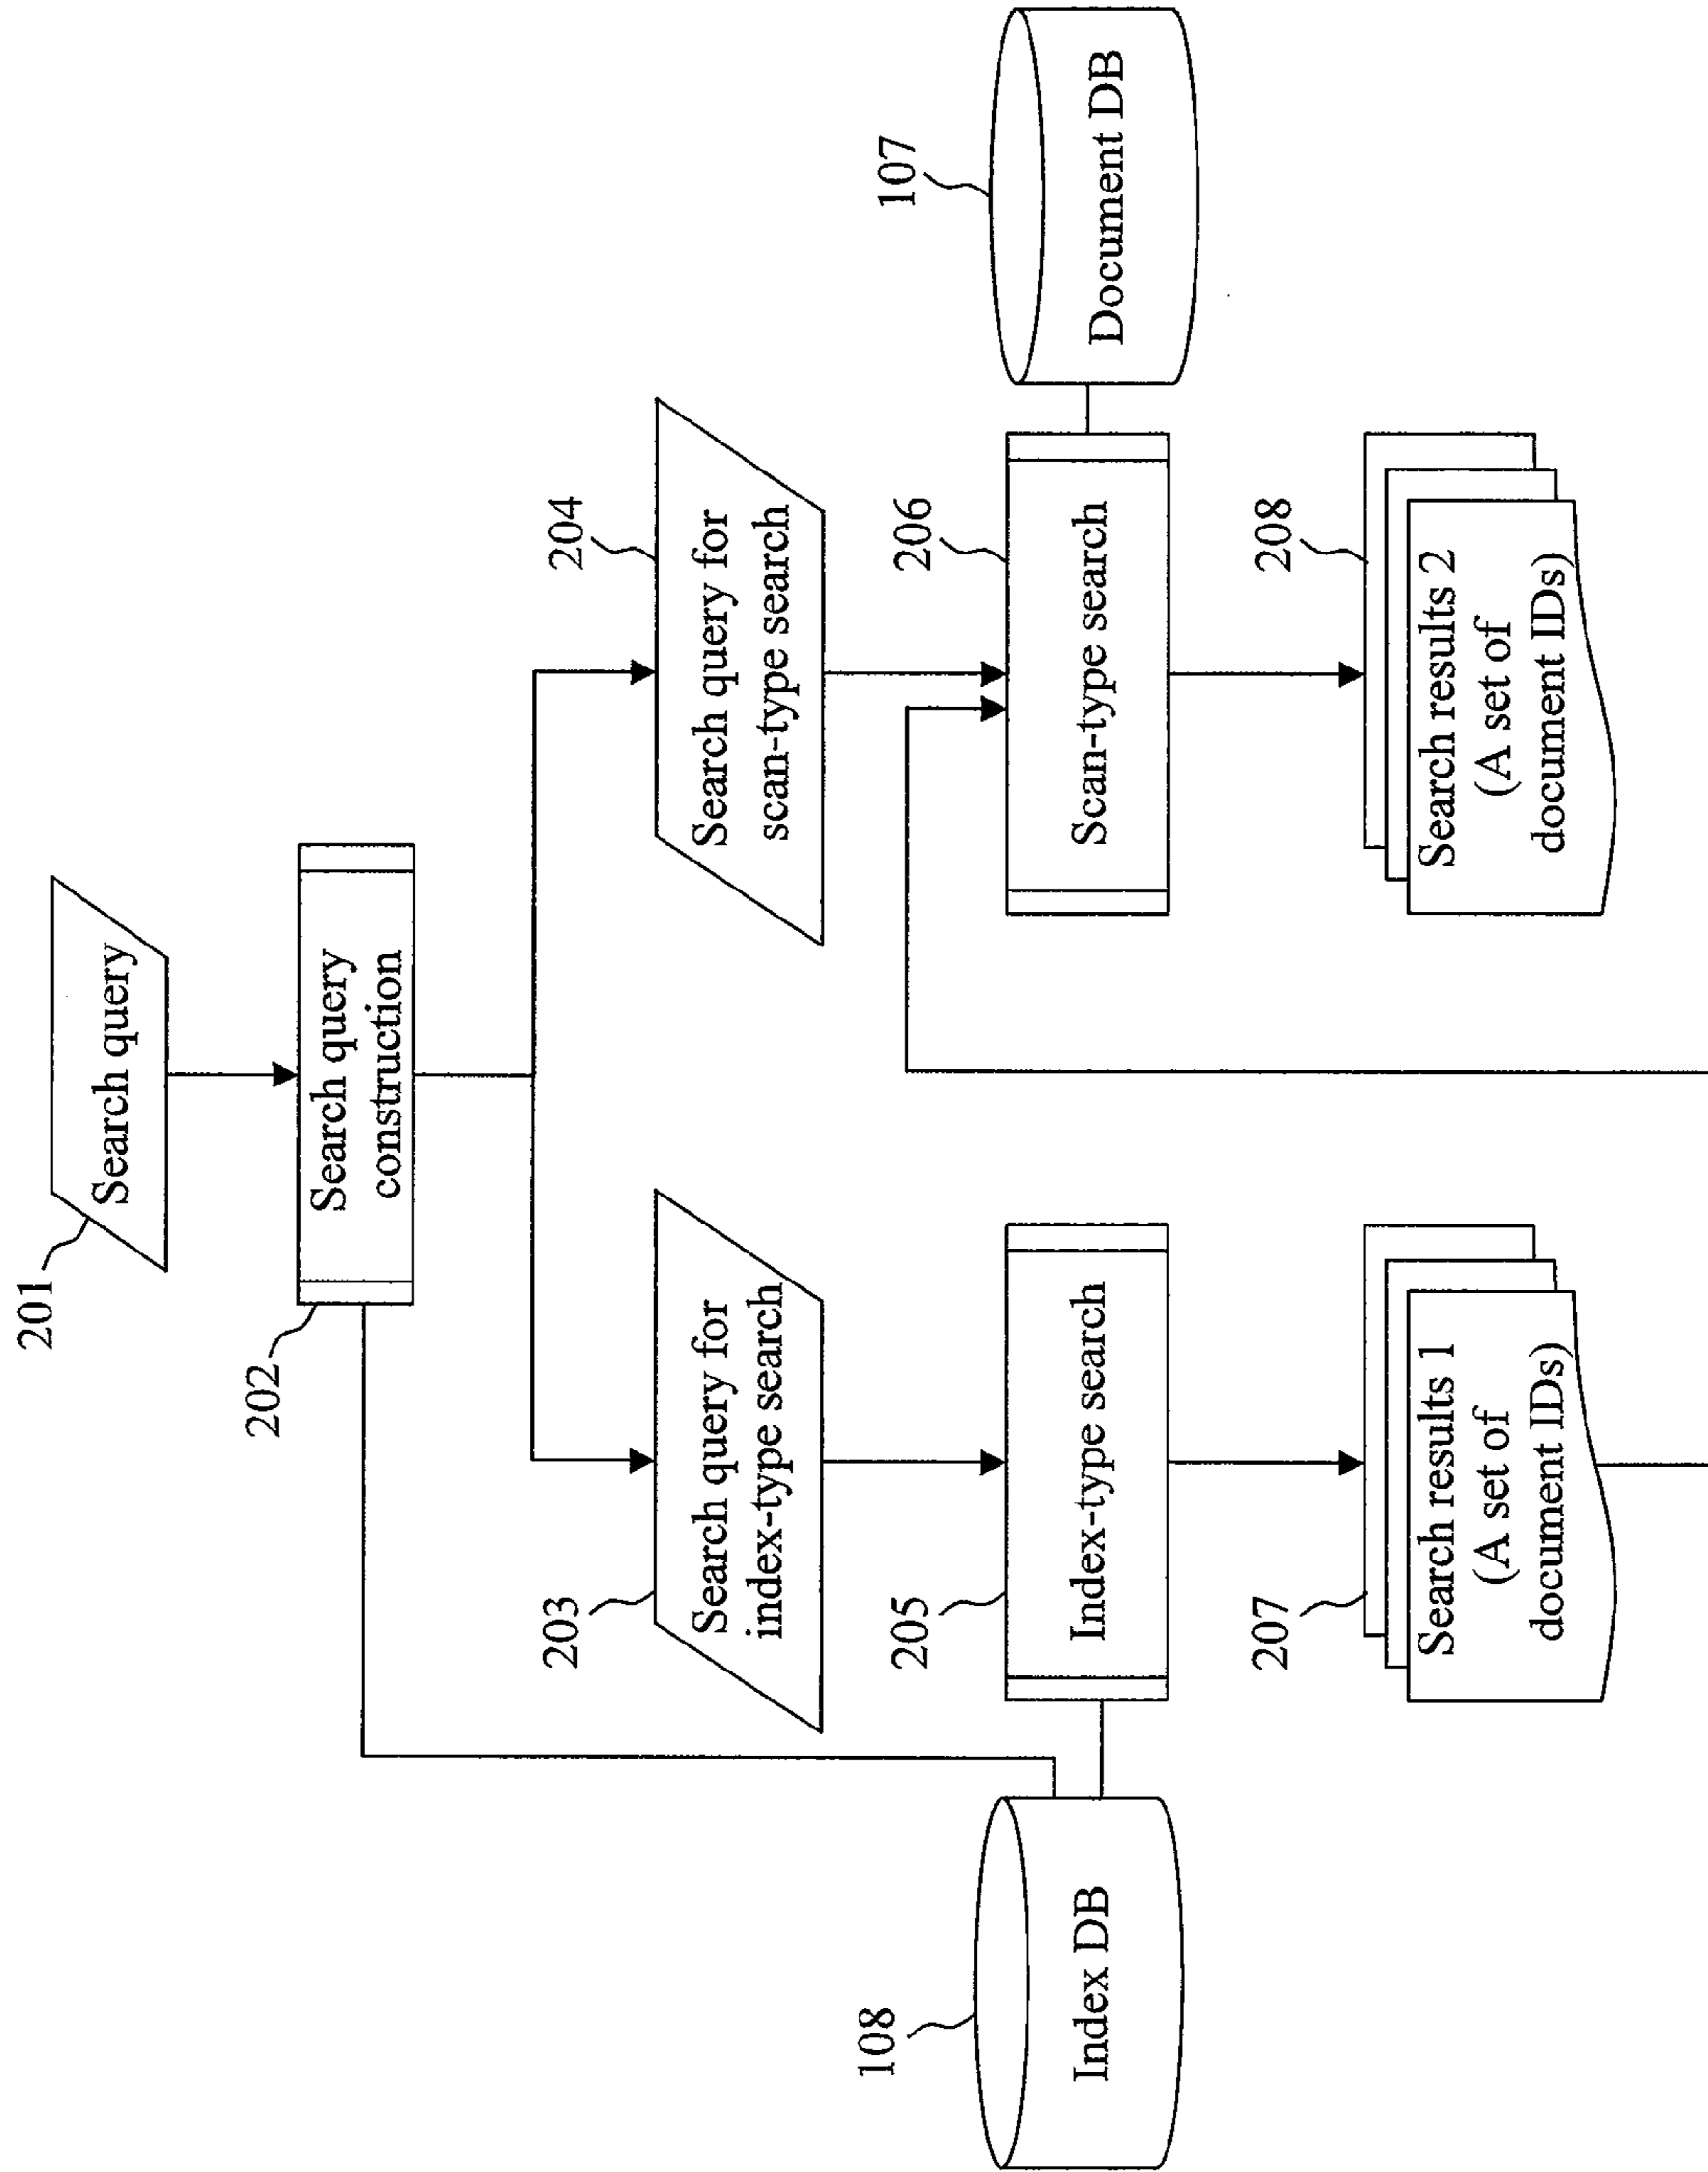 201
Search query
202
Search query
construction
203
Search query for
index-type search
204
Search query for
scan-type search
108
Index DB
205
Index-type search
206
Scan-type search
107
Document DB
207
Search results 1
(A set of
document IDs)
208
Search results 2
(A set of
document IDs)